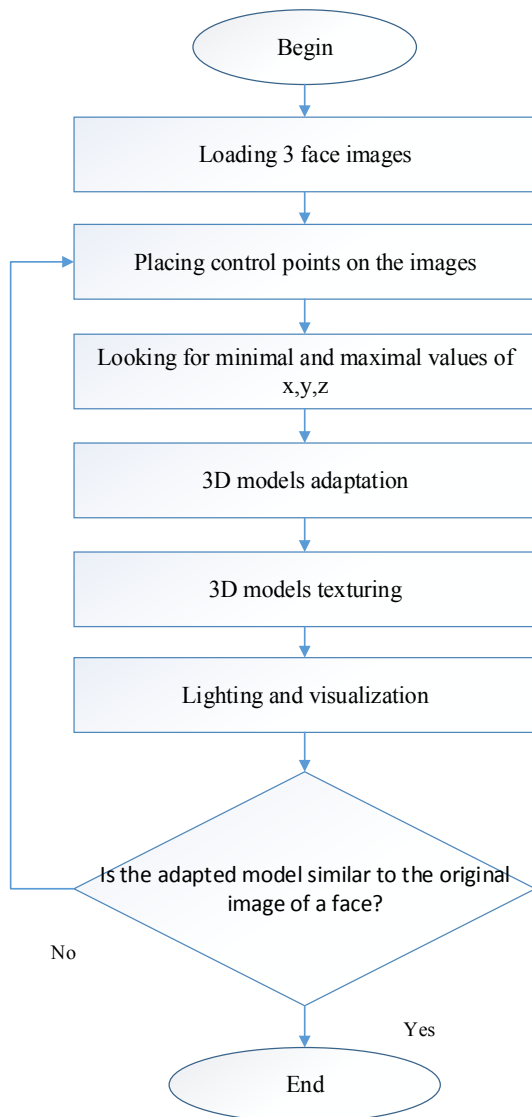 Begin
Loading 3 face images
Placing control points on the images
Looking for minimal and maximal values of
x,y,z
3D models adaptation
3D models texturing
Lighting and visualization
Is the adapted model similar to the original
image of a face?
No
Yes
End